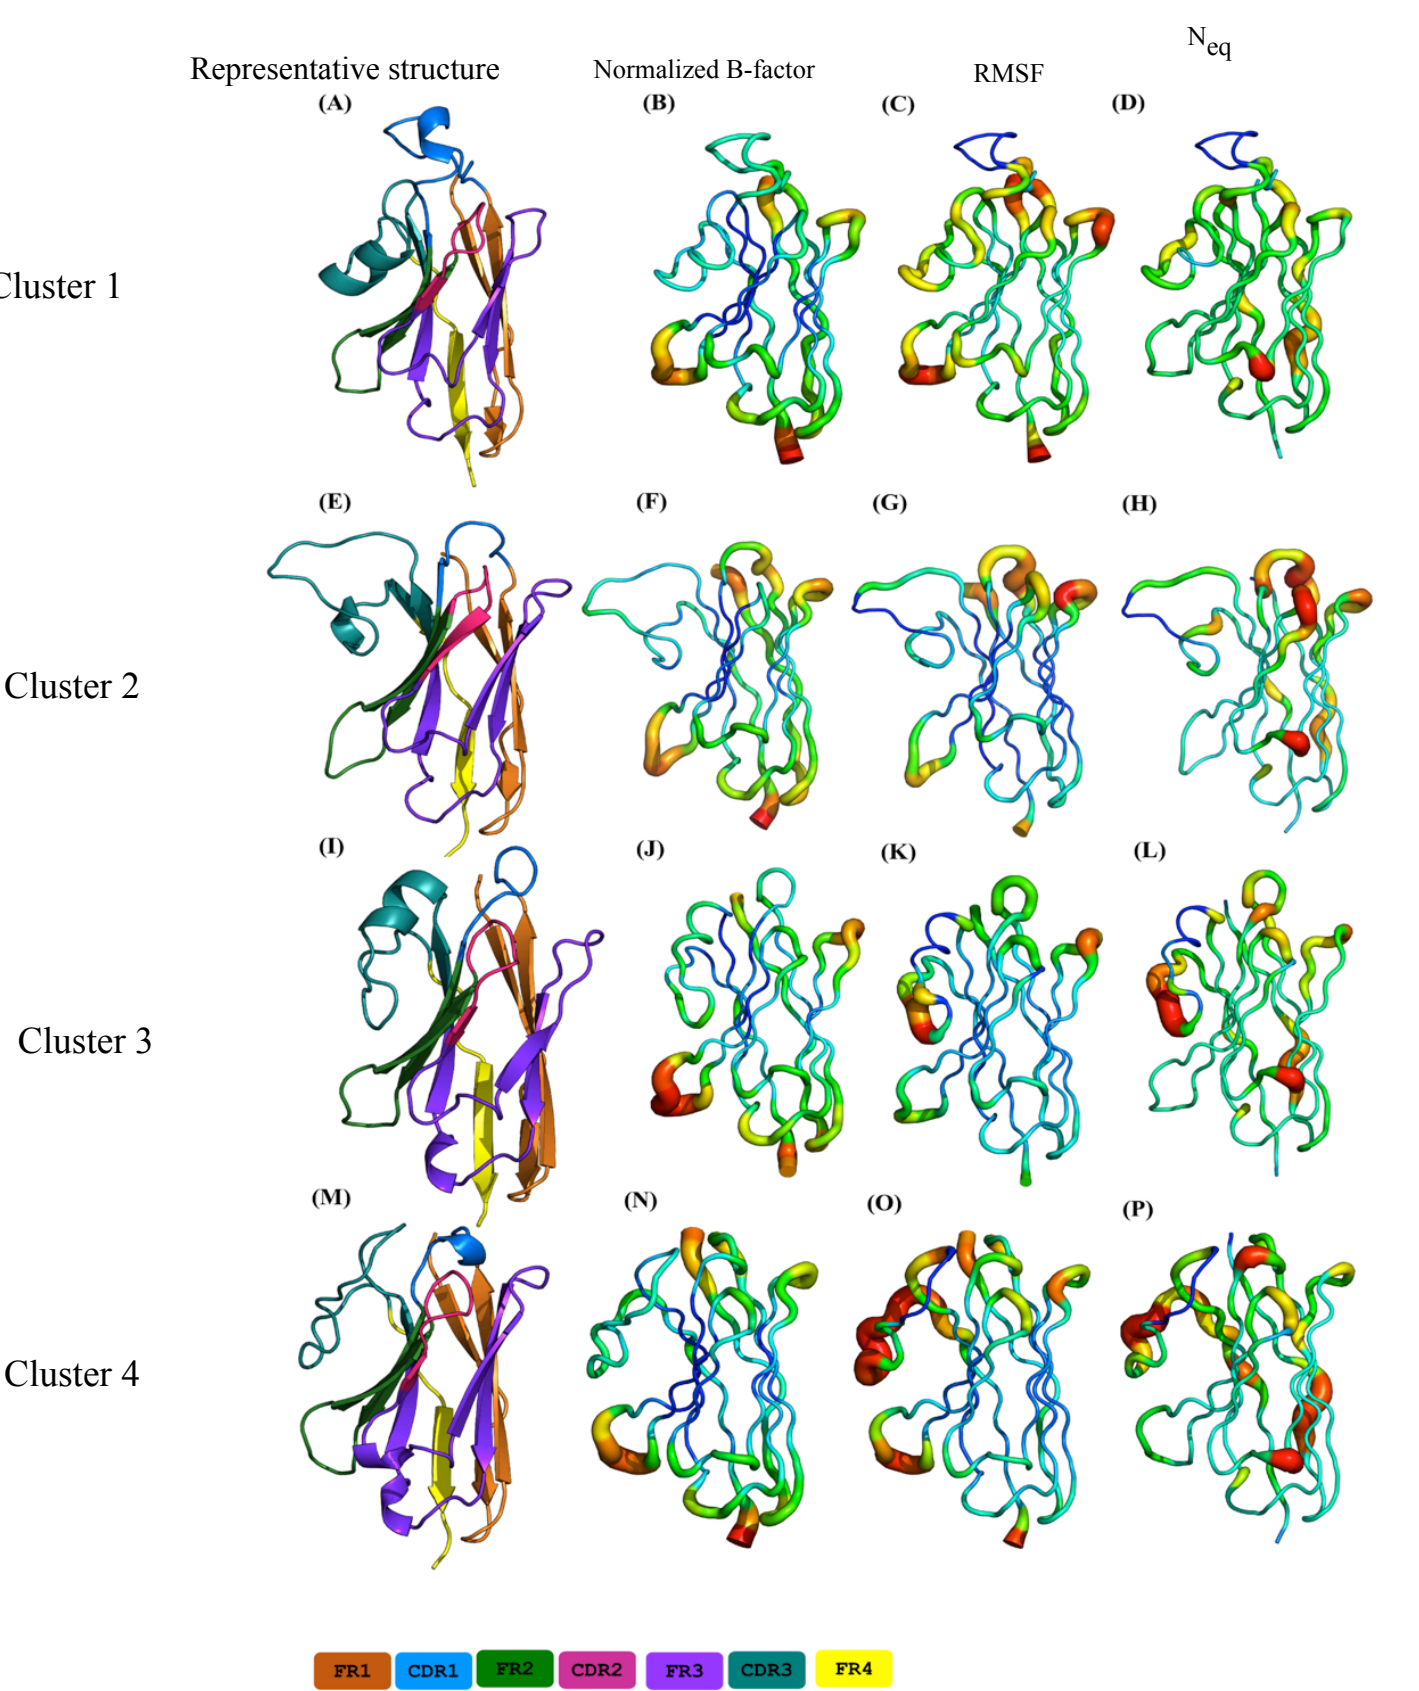 N_eq
Representative structure Normalized B-factor RMSF
(A) (B) (C) (D)
Cluster 1
(E) (F) (G) (H)
Cluster 2
(I) (J) (K) (L)
Cluster 3
(M) (N) (O) (P)
Cluster 4
FR1 CDR1 FR2 CDR2 FR3 CDR3 FR4